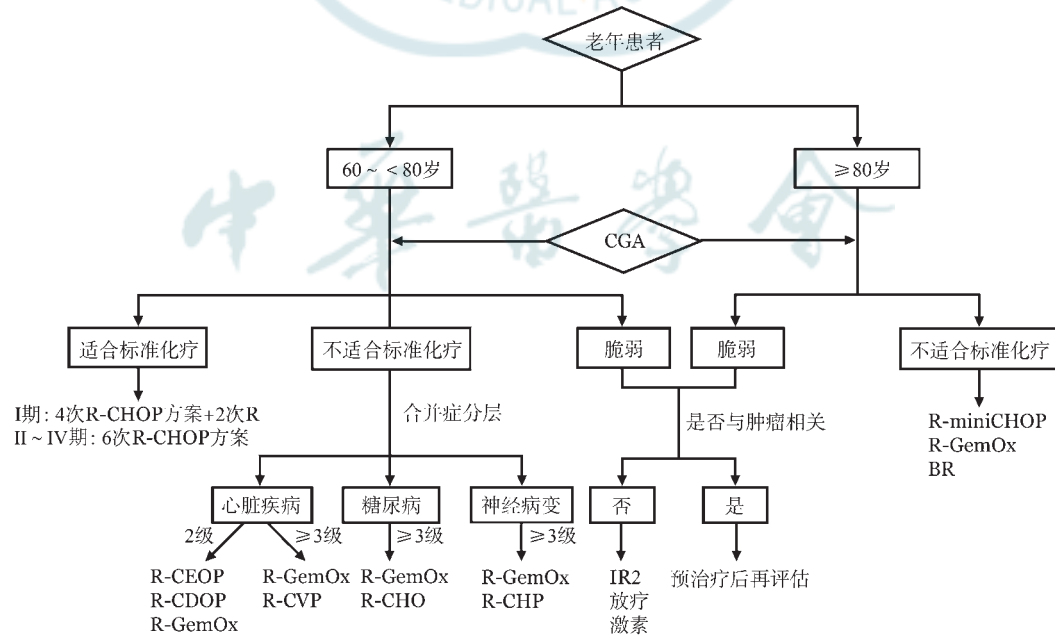 MEDICAL
老年患者
60～<80岁
≥80岁
中华医学会
CGA
适合标准化疗
不适合标准化疗
脆弱
脆弱
不适合标准化疗
I期: 4次R-CHOP方案+2次R
II～IV期: 6次R-CHOP方案
合并症分层
是否与肿瘤相关
R-miniCHOP
R-GemOx
BR
心脏疾病
糖尿病
神经病变
否
是
2级
≥3级
≥3级
≥3级
R-CEOP
R-CDOP
R-GemOx
R-GemOx
R-CVP
R-GemOx
R-CHO
R-GemOx
R-CHP
IR2
放疗
激素
预治疗后再评估